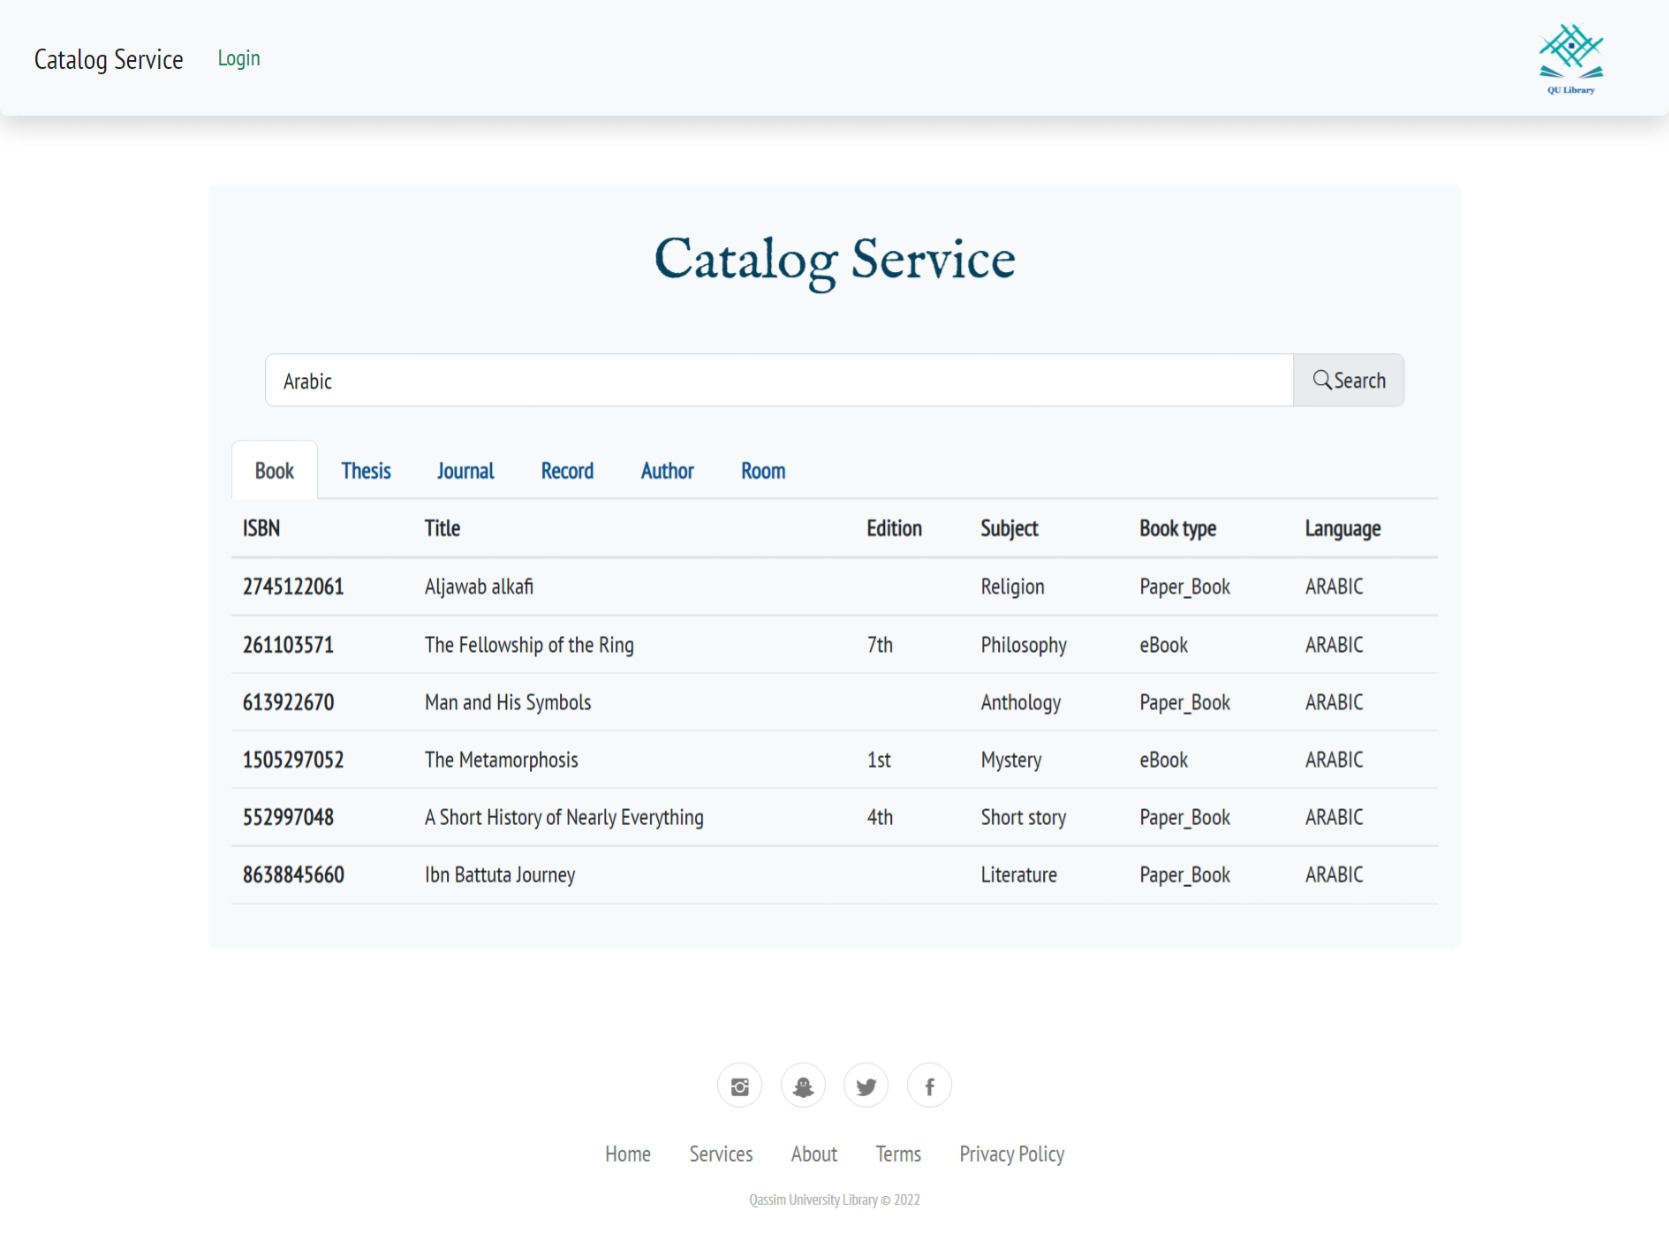 Catalog Service Login
QU Library
Catalog Service
Arabic Search
Book Thesis Journal Record Author Room
ISBN Title Edition Subject Book type Language
2745122061 Aljawab alkafi Religion Paper_Book ARABIC
261103571 The Fellowship of the Ring 7th Philosophy eBook ARABIC
613922670 Man and His Symbols Anthology Paper_Book ARABIC
1505297052 The Metamorphosis 1st Mystery eBook ARABIC
552997048 A Short History of Nearly Everything 4th Short story Paper_Book ARABIC
8638845660 Ibn Battuta Journey Literature Paper_Book ARABIC
Home Services About Terms Privacy Policy
Qassim University Library © 2022